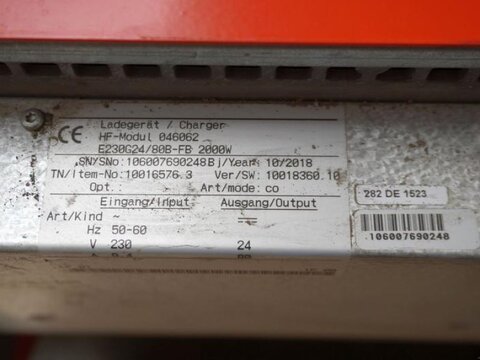 Ladegerät / Charger
CE HF-Modul 046062
E230G24/80B-FB 2000W
SN/SNo: 106007690248 Bj/Year: 10/2018
TN/Item-No: 10016576.3 Ver/SW: 10018360.10
Opt.: Art/mode: co
282 DE 1523
Eingang/Input Ausgang/Output
Art/Kind ~ ⎓
Hz 50-60
106007690248
V 230 24